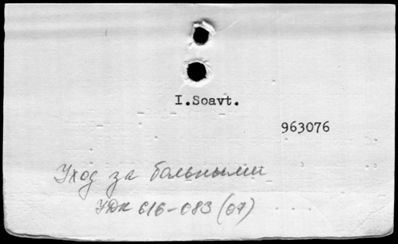 I.Soavt.
963076
Уход за больными
УДК 616-083(07)